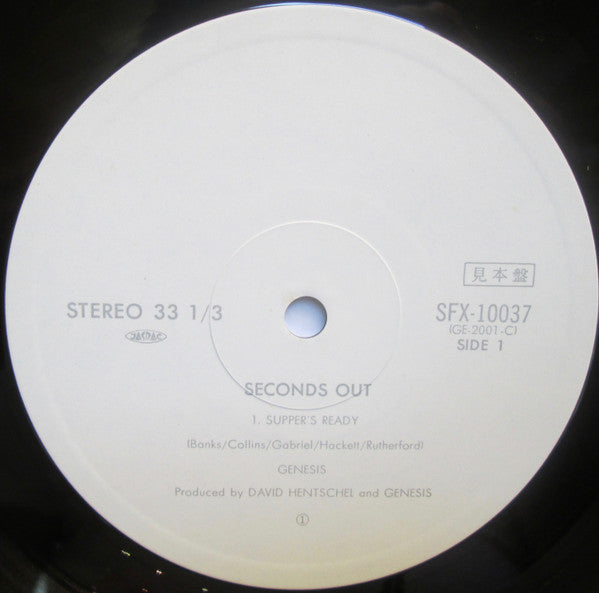 見本盤
STEREO 33 1/3
SFX-10037
(GE-2001-C)
JASRAC
SIDE 1
SECONDS OUT
1. SUPPER'S READY
(Banks/Collins/Gabriel/Hackett/Rutherford)
GENESIS
Produced by DAVID HENTSCHEL and GENESIS
①